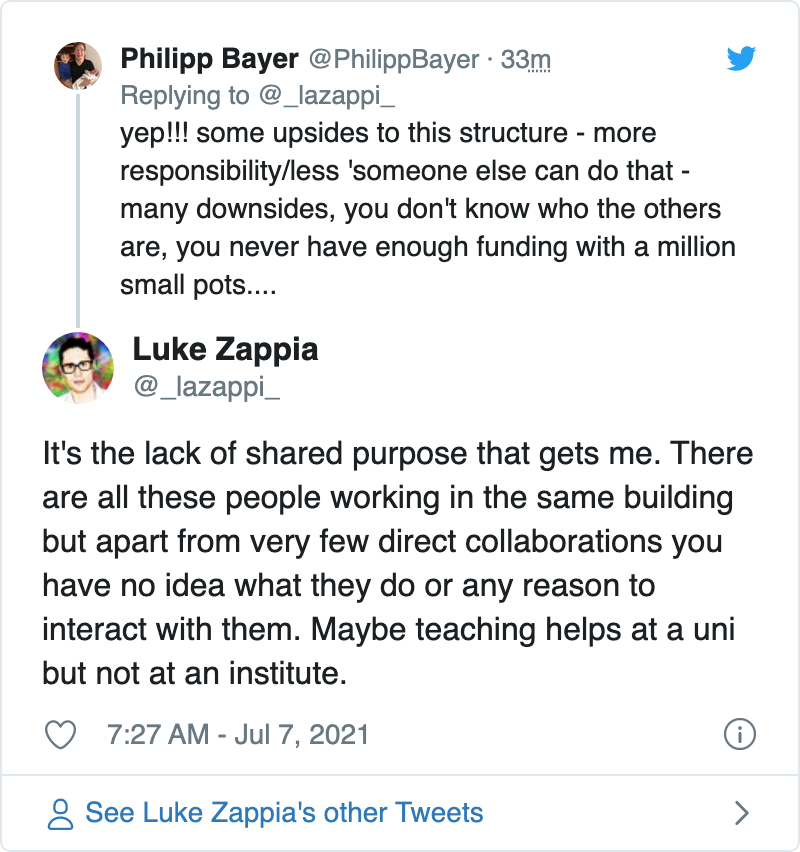 Philipp Bayer @PhilippBayer · 33m
Replying to @_lazappi_
yep!!! some upsides to this structure - more
responsibility/less 'someone else can do that -
many downsides, you don't know who the others
are, you never have enough funding with a million
small pots....
Luke Zappia
@_lazappi_
It's the lack of shared purpose that gets me. There
are all these people working in the same building
but apart from very few direct collaborations you
have no idea what they do or any reason to
interact with them. Maybe teaching helps at a uni
but not at an institute.
7:27 AM - Jul 7, 2021
See Luke Zappia's other Tweets